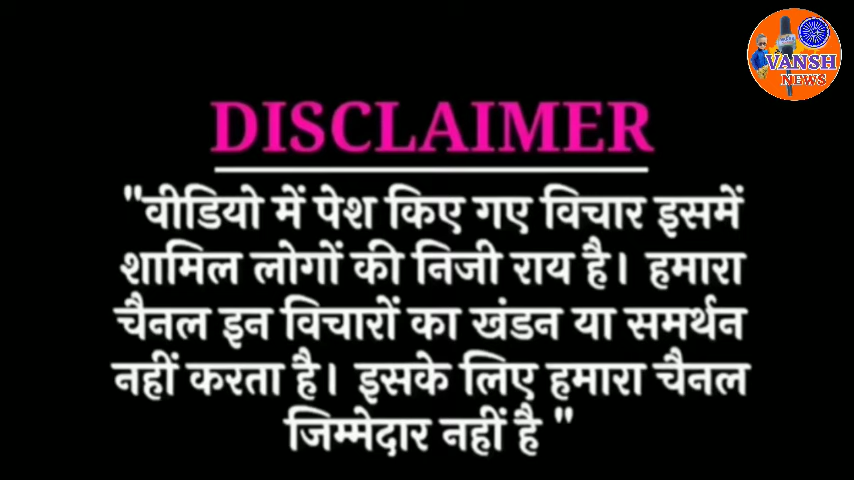 VANSH
NEWS
DISCLAIMER
"वीडियो में पेश किए गए विचार इसमें
शामिल लोगों की निजी राय है। हमारा
चैनल इन विचारों का खंडन या समर्थन
नहीं करता है। इसके लिए हमारा चैनल
जिम्मेदार नहीं है "